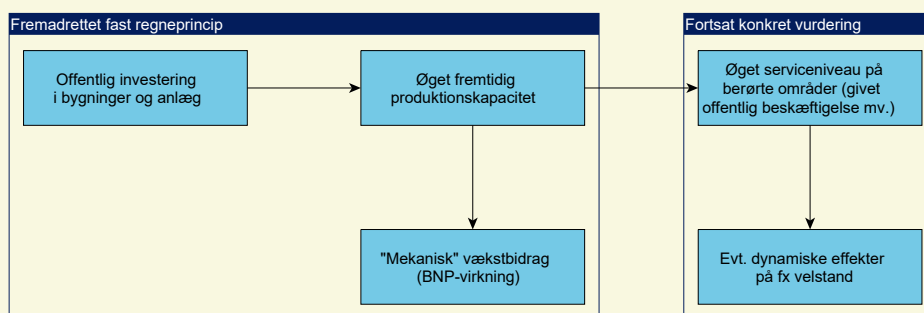 Fremadrettet fast regneprincip
Fortsat konkret vurdering
Offentlig investering
i bygninger og anlæg
Øget fremtidig
produktionskapacitet
Øget serviceniveau på
berørte områder (givet
offentlig beskæftigelse mv.)
"Mekanisk" vækstbidrag
(BNP-virkning)
Evt. dynamiske effekter
på fx velstand